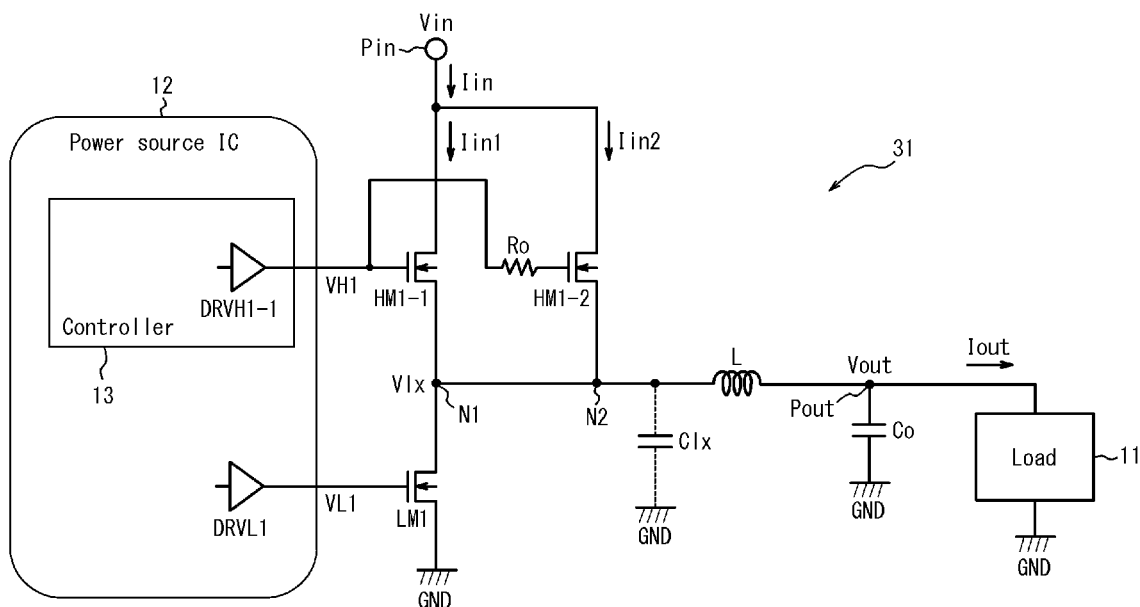 Vin
Pin
Iin
12
Power source IC
Iin1
Iin2
31
Ro
VH1
DRVH1-1
HM1-1
HM1-2
Controller
13
L
Vout
Iout
Vlx
N1
N2
Pout
Clx
Co
Load
11
VL1
DRVL1
LM1
GND
GND
GND
GND